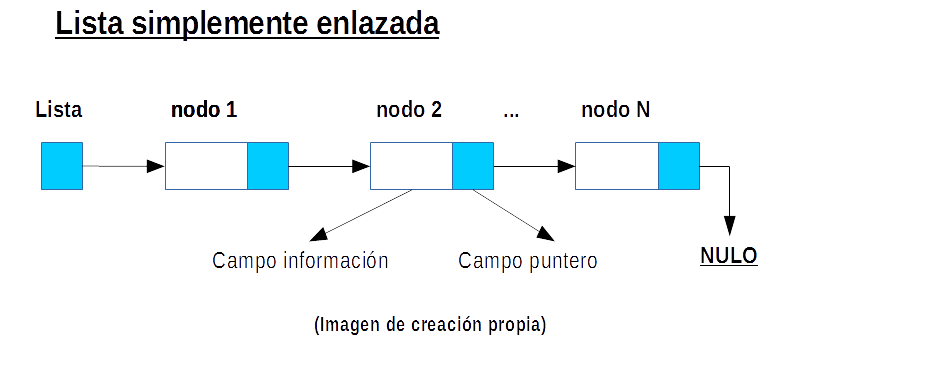 Lista simplemente enlazada
Lista nodo 1 nodo 2 ... nodo N
Campo información Campo puntero NULO
(Imagen de creación propia)